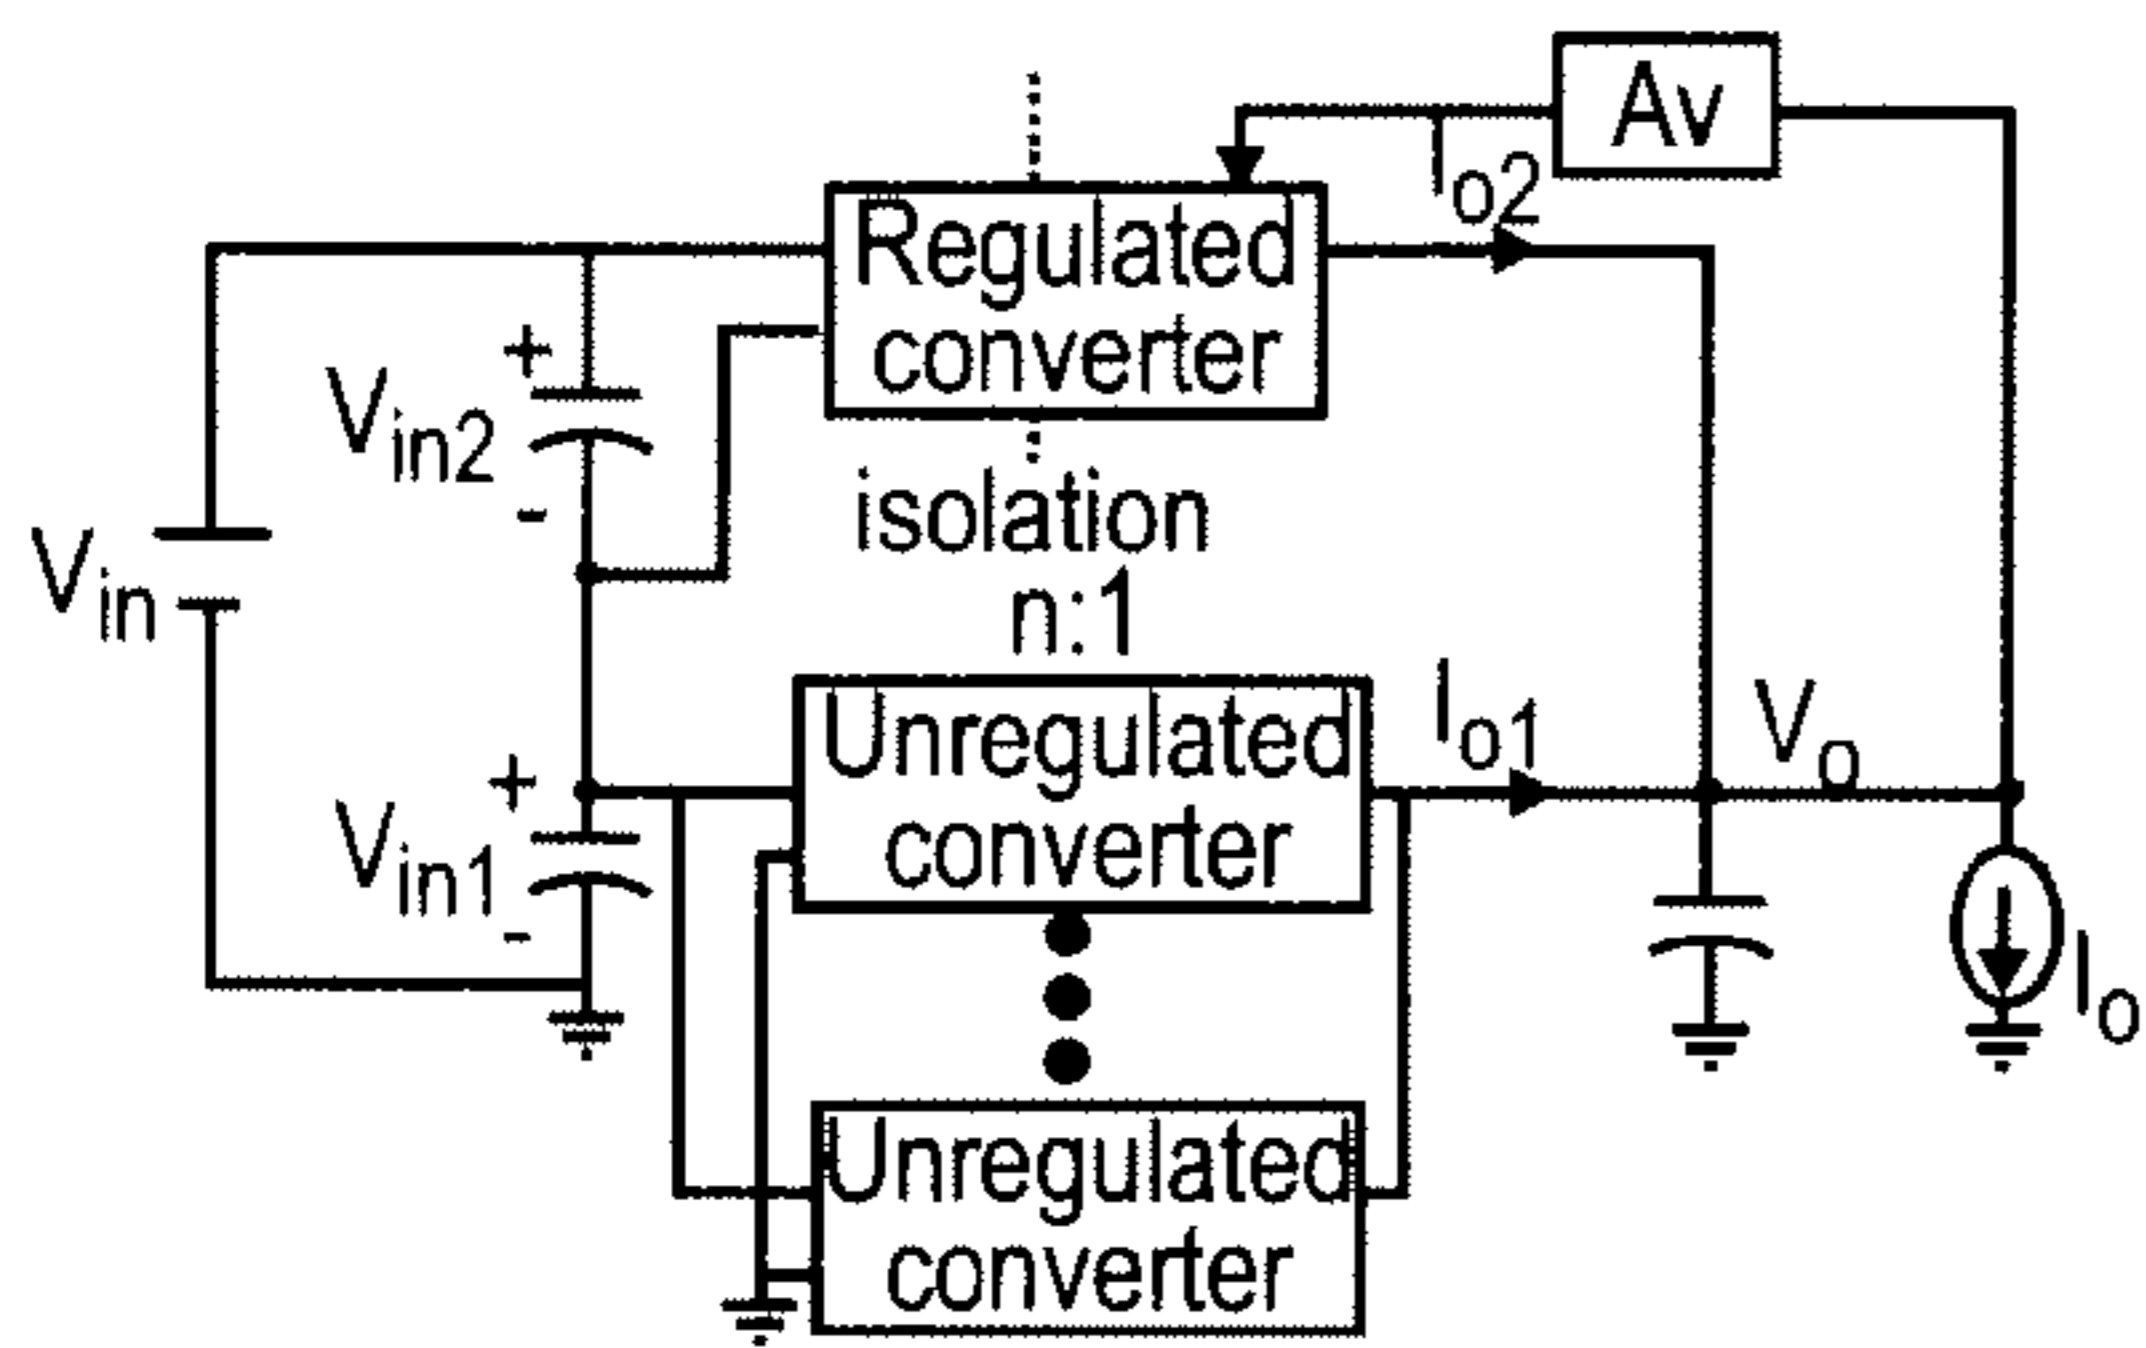 Av
Io2
Regulated
converter
+
Vin2
-
isolation
Vin
n:1
Unregulated
converter
Io1
Vo
+
Vin1
-
Io
Unregulated
converter